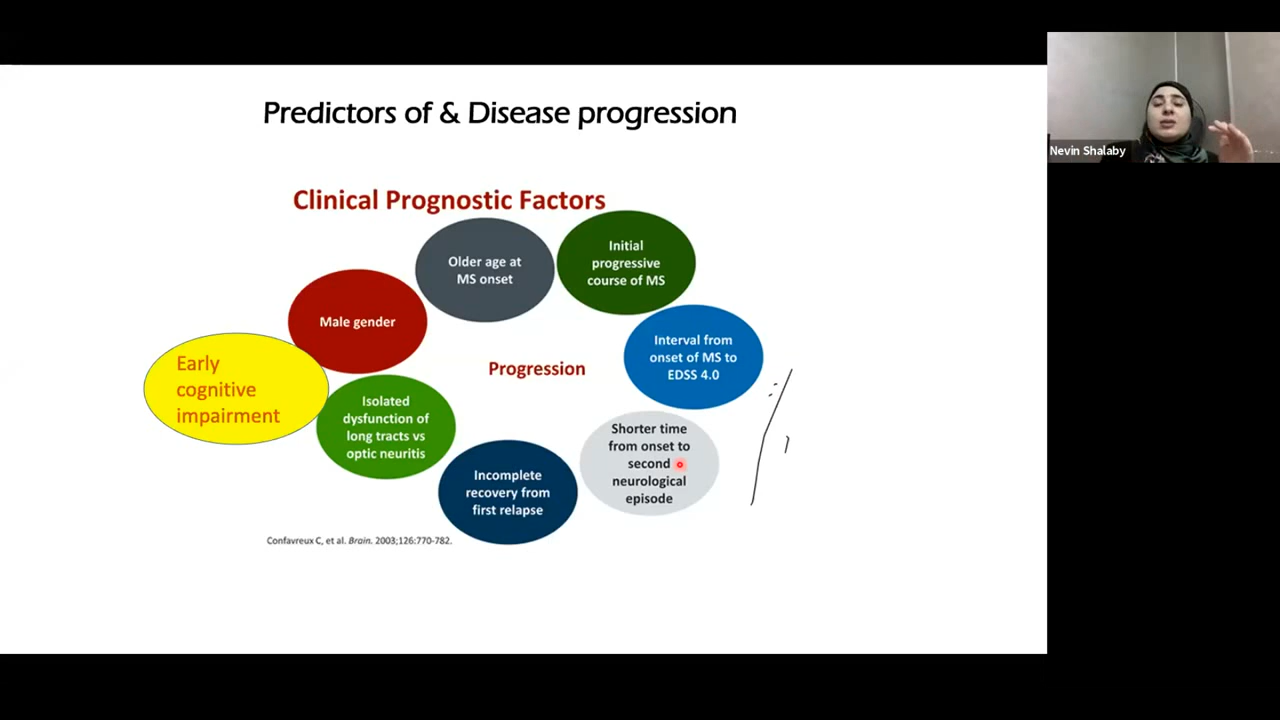 Predictors of & Disease progression
Nevin Shalaby
Clinical Prognostic Factors
Older age at
MS onset
Initial
progressive
course of MS
Male gender
Interval from
onset of MS to
EDSS 4.0
Progression
Early
cognitive
impairment
Isolated
dysfunction of
long tracts vs
optic neuritis
Shorter time
from onset to
second
neurological
episode
Incomplete
recovery from
first relapse
Confavreux C, et al. Brain. 2003;126:770-782.